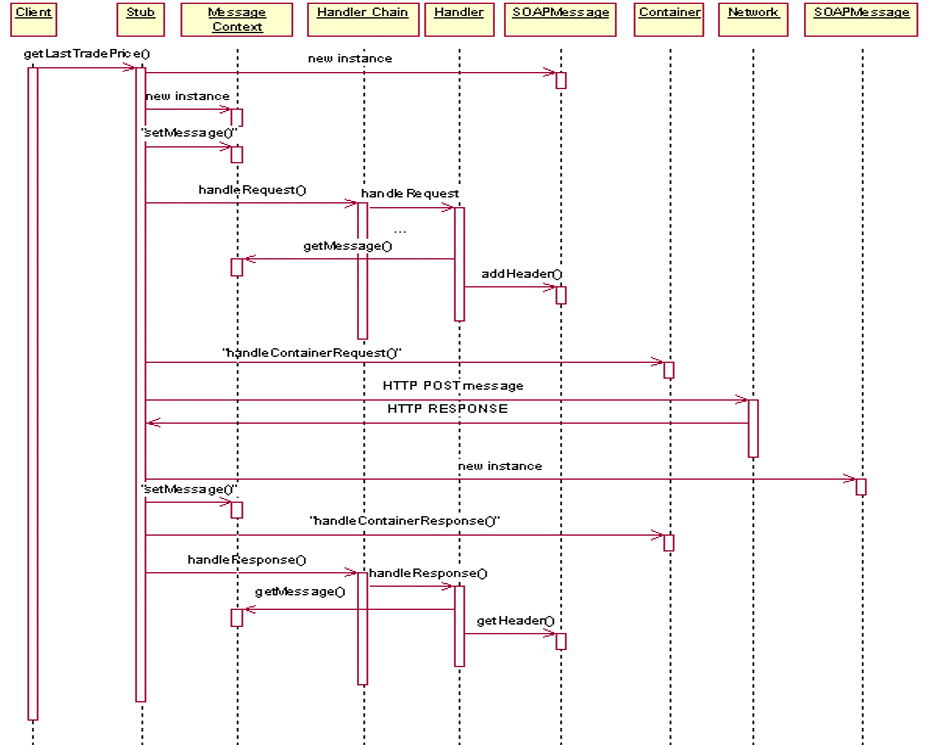 Client
Stub
Message
Context
Handler Chain
Handler
SOAPMessage
Container
Network
SOAPMessage
getLastTradePrice()
new instance
new instance
"setMessage()"
handleRequest()
handleRequest
...
getMessage()
addHeader()
"handleContainerRequest()"
HTTP POST message
HTTP RESPONSE
new instance
"setMessage()"
"handleContainerResponse()"
handleResponse()
handleResponse()
getMessage()
getHeader()